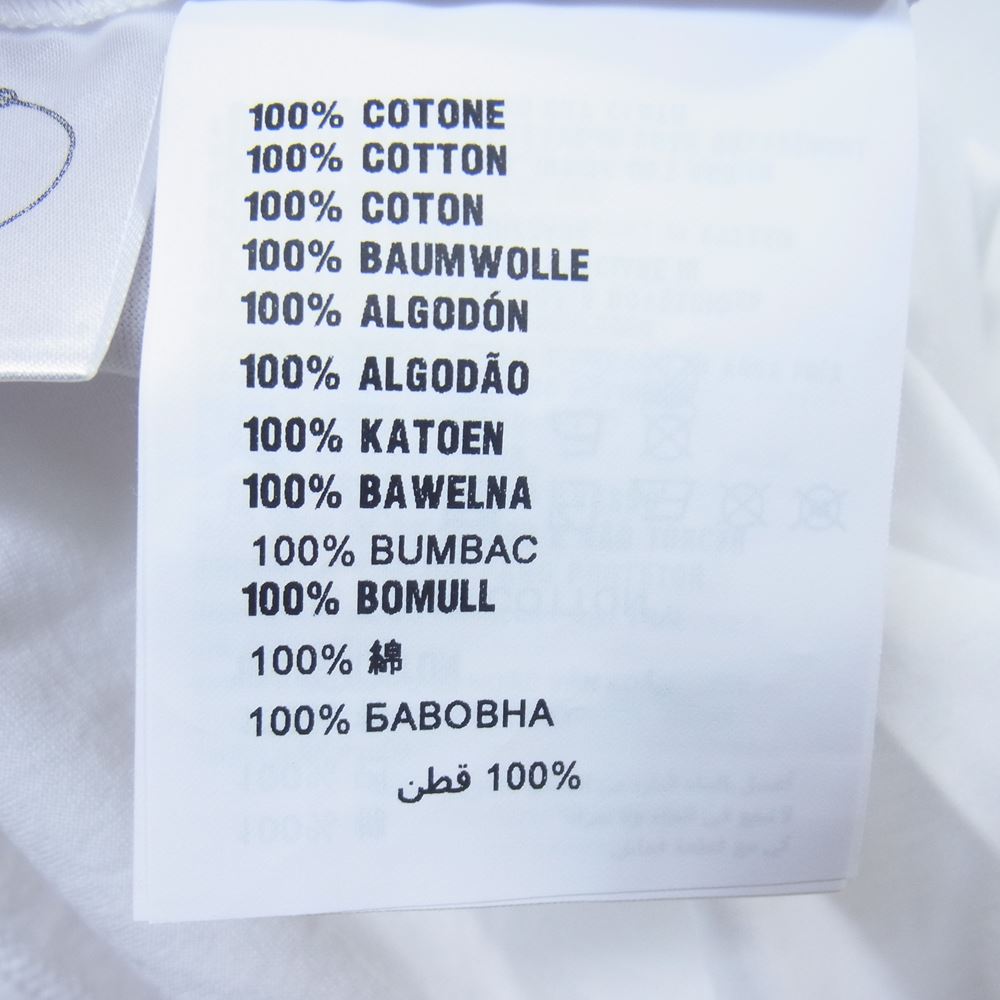 100% COTONE
100% COTTON
100% COTON
100% BAUMWOLLE
100% ALGODÓN
100% ALGODÃO
100% KATOEN
100% BAWELNA
100% BUMBAC
100% BOMULL
100% 綿
100% БАВОВНА
100% قطن